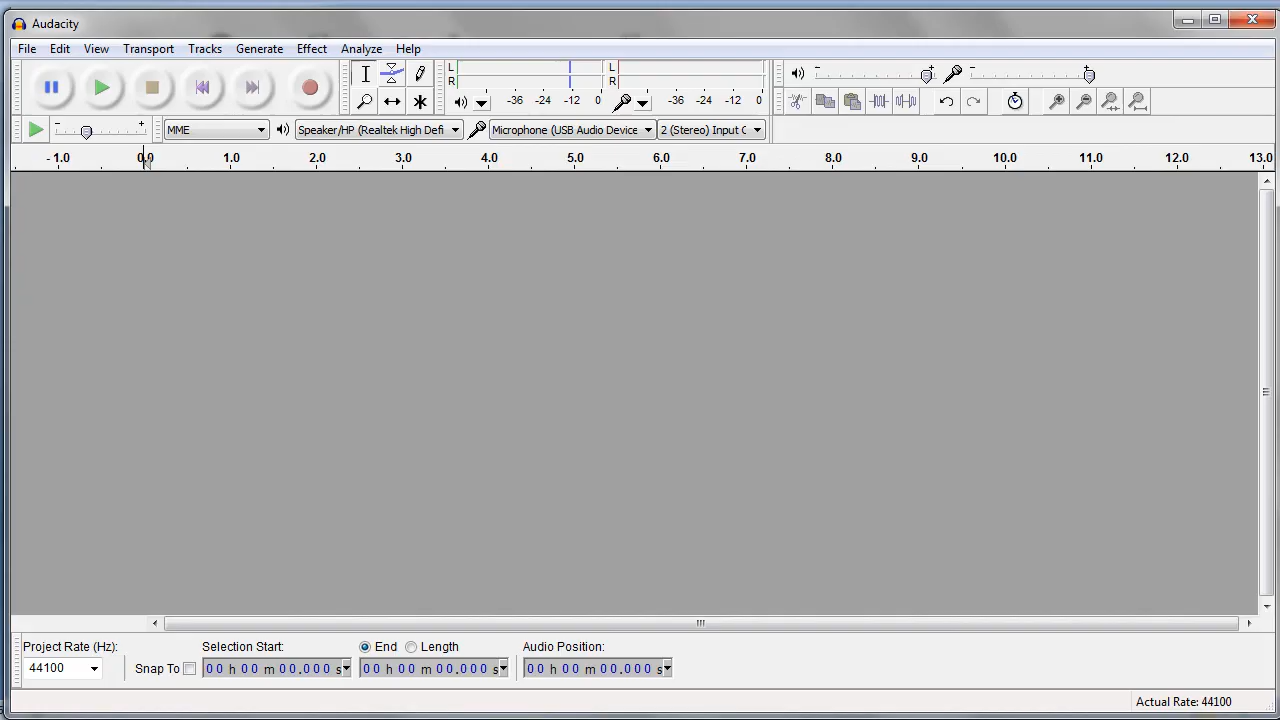 Audacity
File Edit View Transport Tracks Generate Effect Analyze Help
L
R
-36 -24 -12 0
L
R
-36 -24 -12 0
MME
Speaker/HP (Realtek High Defi
Microphone (USB Audio Device
2 (Stereo) Input C
- 1.0 0.0 1.0 2.0 3.0 4.0 5.0 6.0 7.0 8.0 9.0 10.0 11.0 12.0 13.0
Project Rate (Hz): Selection Start: End Length Audio Position:
44100 Snap To 00 h 00 m 00.000 s 00 h 00 m 00.000 s 00 h 00 m 00.000 s
Actual Rate: 44100